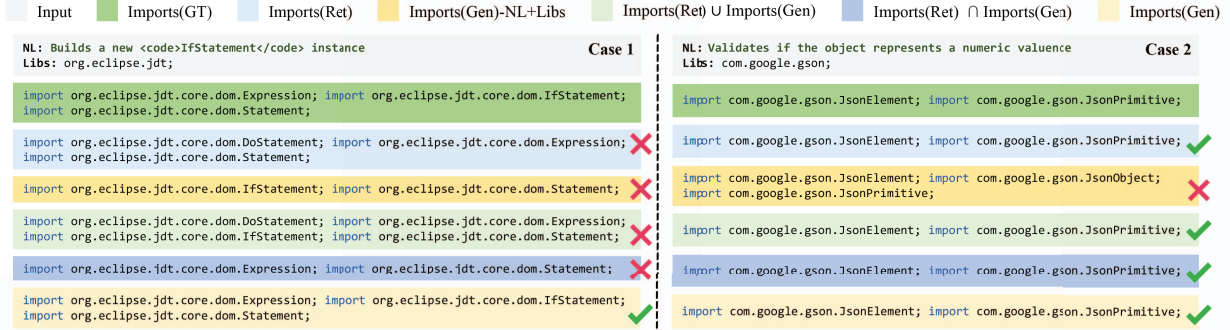 Input Imports(GT) Imports(Ret) Imports(Gen)-NL+Libs Imports(Ret) ∪ Imports(Gen) Imports(Ret) ∩ Imports(Gen) Imports(Gen)
NL: Builds a new <code>IfStatement</code> instance
Case 1
Libs: org.eclipse.jdt;
import org.eclipse.jdt.core.dom.Expression; import org.eclipse.jdt.core.dom.IfStatement;
import org.eclipse.jdt.core.dom.Statement;
import org.eclipse.jdt.core.dom.DoStatement; import org.eclipse.jdt.core.dom.Expression;
import org.eclipse.jdt.core.dom.Statement;
import org.eclipse.jdt.core.dom.IfStatement; import org.eclipse.jdt.core.dom.Statement;
import org.eclipse.jdt.core.dom.DoStatement; import org.eclipse.jdt.core.dom.Expression;
import org.eclipse.jdt.core.dom.IfStatement; import org.eclipse.jdt.core.dom.Statement;
import org.eclipse.jdt.core.dom.Expression; import org.eclipse.jdt.core.dom.Statement;
import org.eclipse.jdt.core.dom.Expression; import org.eclipse.jdt.core.dom.IfStatement;
import org.eclipse.jdt.core.dom.Statement;
NL: Validates if the object represents a numeric valuence
Case 2
Libs: com.google.gson;
import com.google.gson.JsonElement; import com.google.gson.JsonPrimitive;
import com.google.gson.JsonElement; import com.google.gson.JsonPrimitive;
import com.google.gson.JsonElement; import com.google.gson.JsonObject;
import com.google.gson.JsonPrimitive;
import com.google.gson.JsonElement; import com.google.gson.JsonPrimitive;
import com.google.gson.JsonElement; import com.google.gson.JsonPrimitive;
import com.google.gson.JsonElement; import com.google.gson.JsonPrimitive;